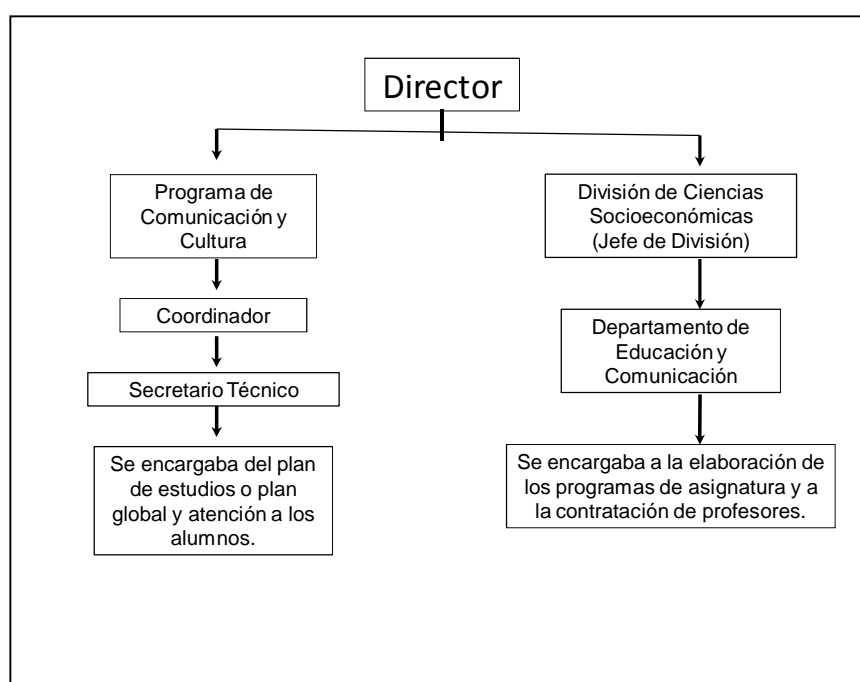 Director
Programa de
Comunicación y
Cultura
Coordinador
Secretario Técnico
Se encargaba del plan
de estudios o plan
global y atención a los
alumnos.
División de Ciencias
Socioeconómicas
(Jefe de División)
Departamento de
Educación y
Comunicación
Se encargaba a la elaboración de
los programas de asignatura y a
la contratación de profesores.